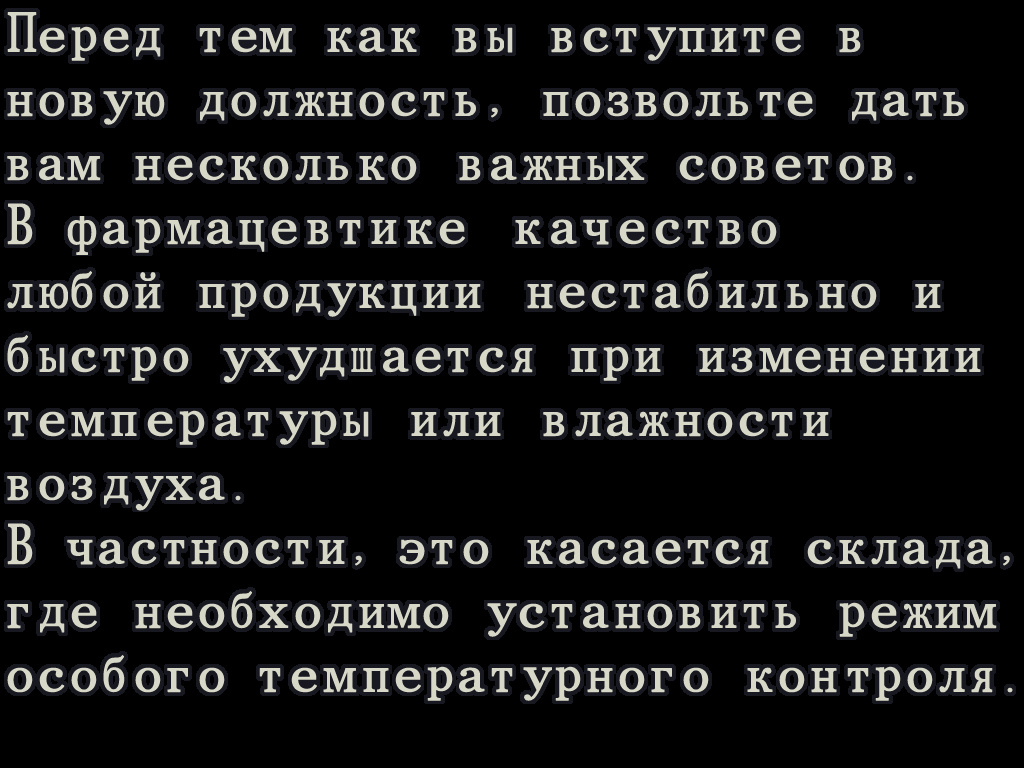 Перед тем как вы вступите в
новую должность, позвольте дать
вам несколько важных советов.
В фармацевтике качество
любой продукции нестабильно и
быстро ухудшается при изменении
температуры или влажности
воздуха.
В частности, это касается склада,
где необходимо установить режим
особого температурного контроля.